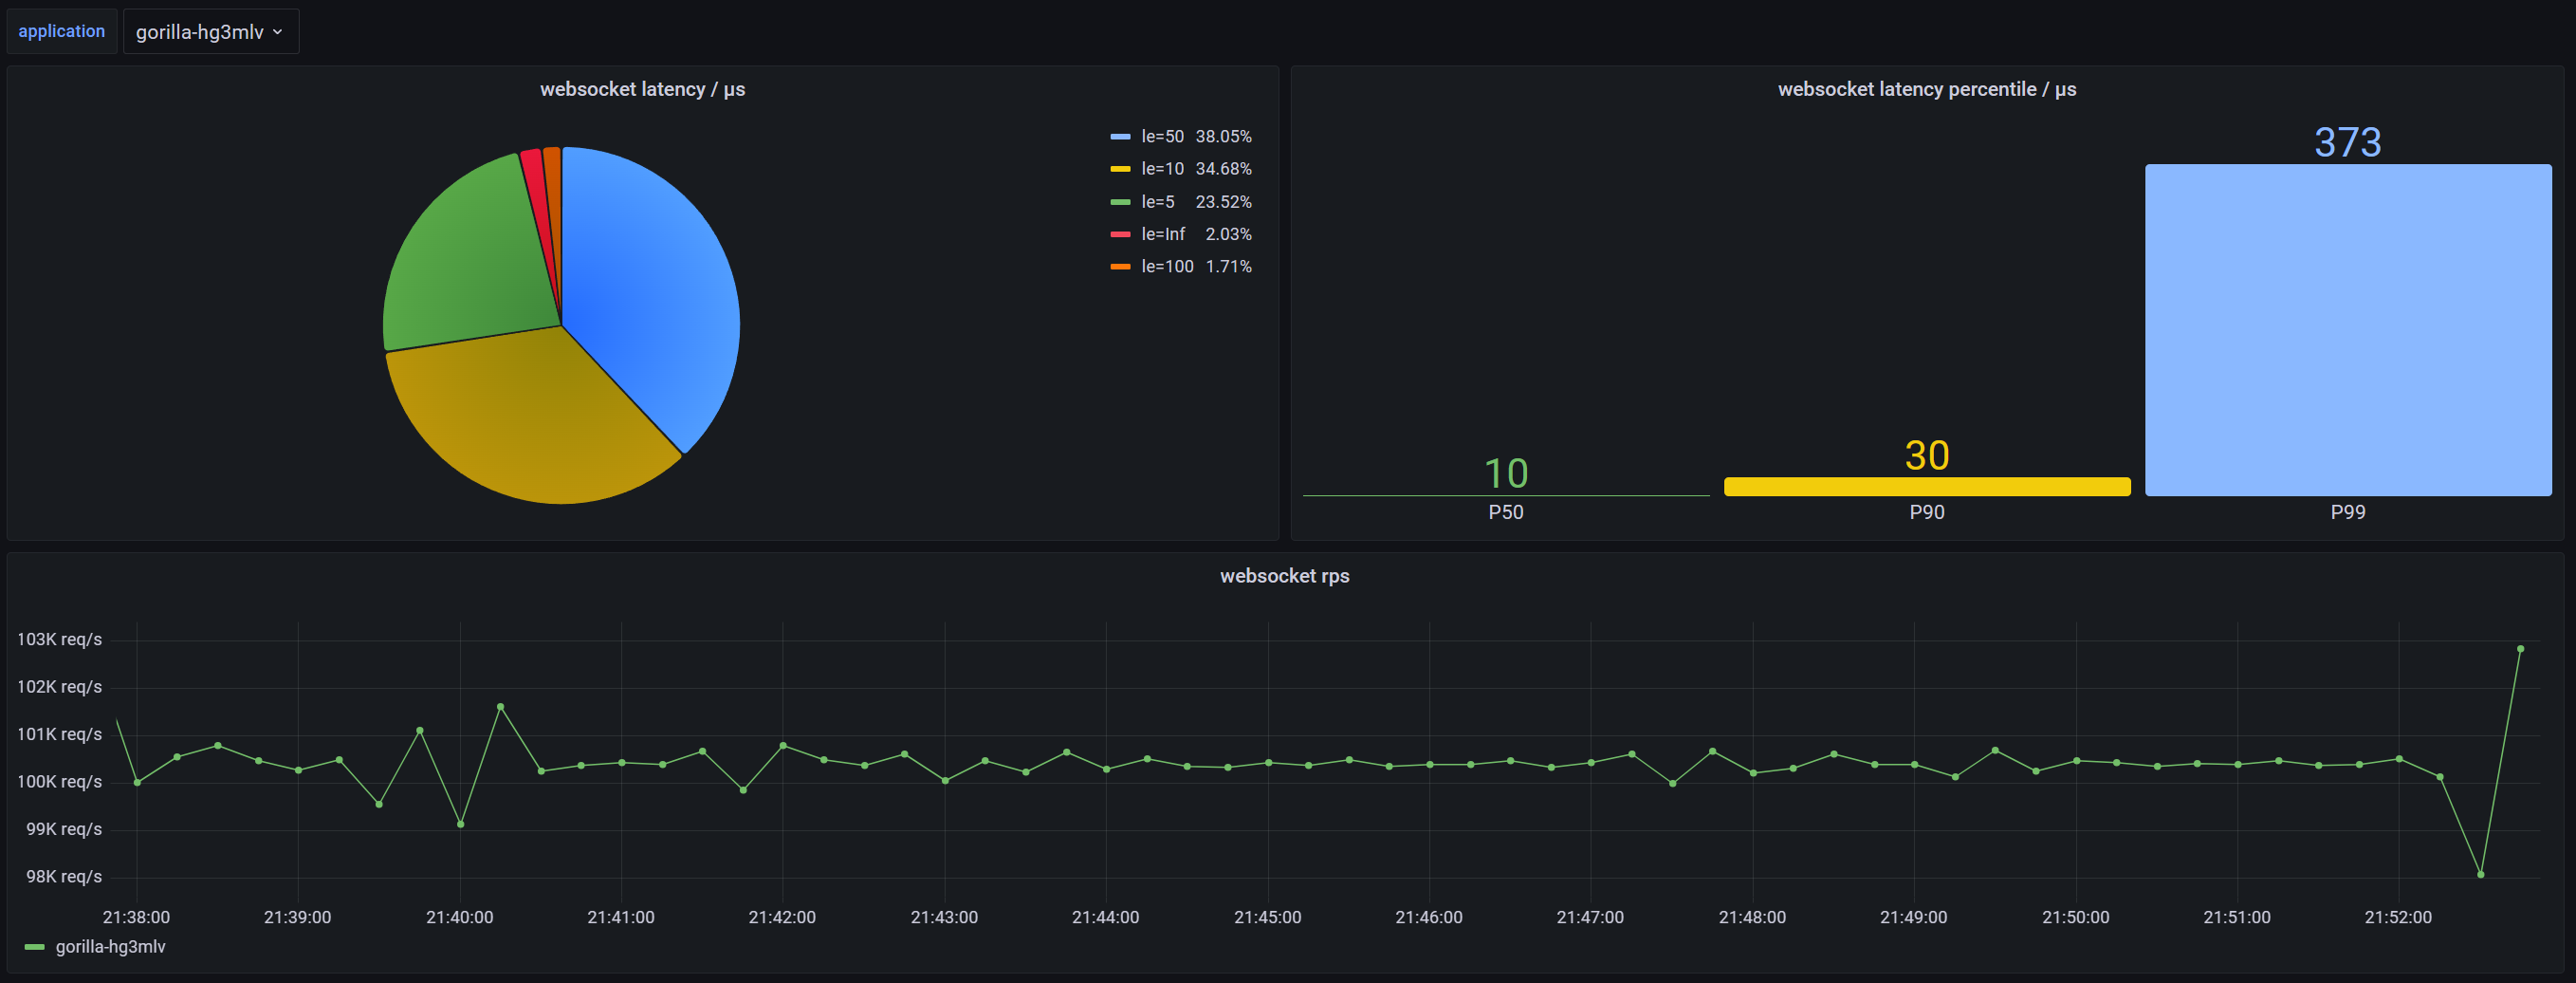 application gorilla-hg3mlv
websocket latency / µs
le=50 38.05%
le=10 34.68%
le=5 23.52%
le=Inf 2.03%
le=100 1.71%
websocket latency percentile / µs
373
30
10
P50 P90 P99
websocket rps
103K req/s
102K req/s
101K req/s
100K req/s
99K req/s
98K req/s
21:38:00 21:39:00 21:40:00 21:41:00 21:42:00 21:43:00 21:44:00 21:45:00 21:46:00 21:47:00 21:48:00 21:49:00 21:50:00 21:51:00 21:52:00
gorilla-hg3mlv